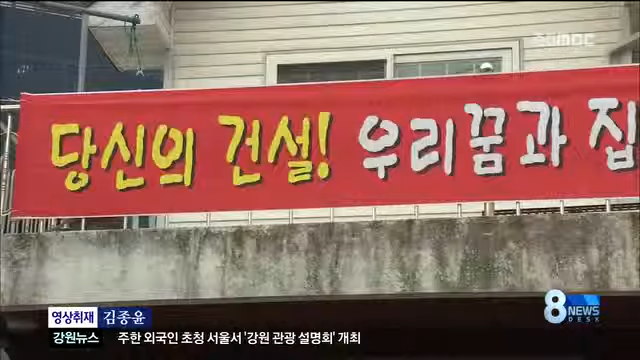 당신의 건설! 우리꿈과 집
영상취재 김종윤
강원뉴스 주한 외국인 초청 서울서 '강원 관광 설명회' 개최
8 NEWS
DESK